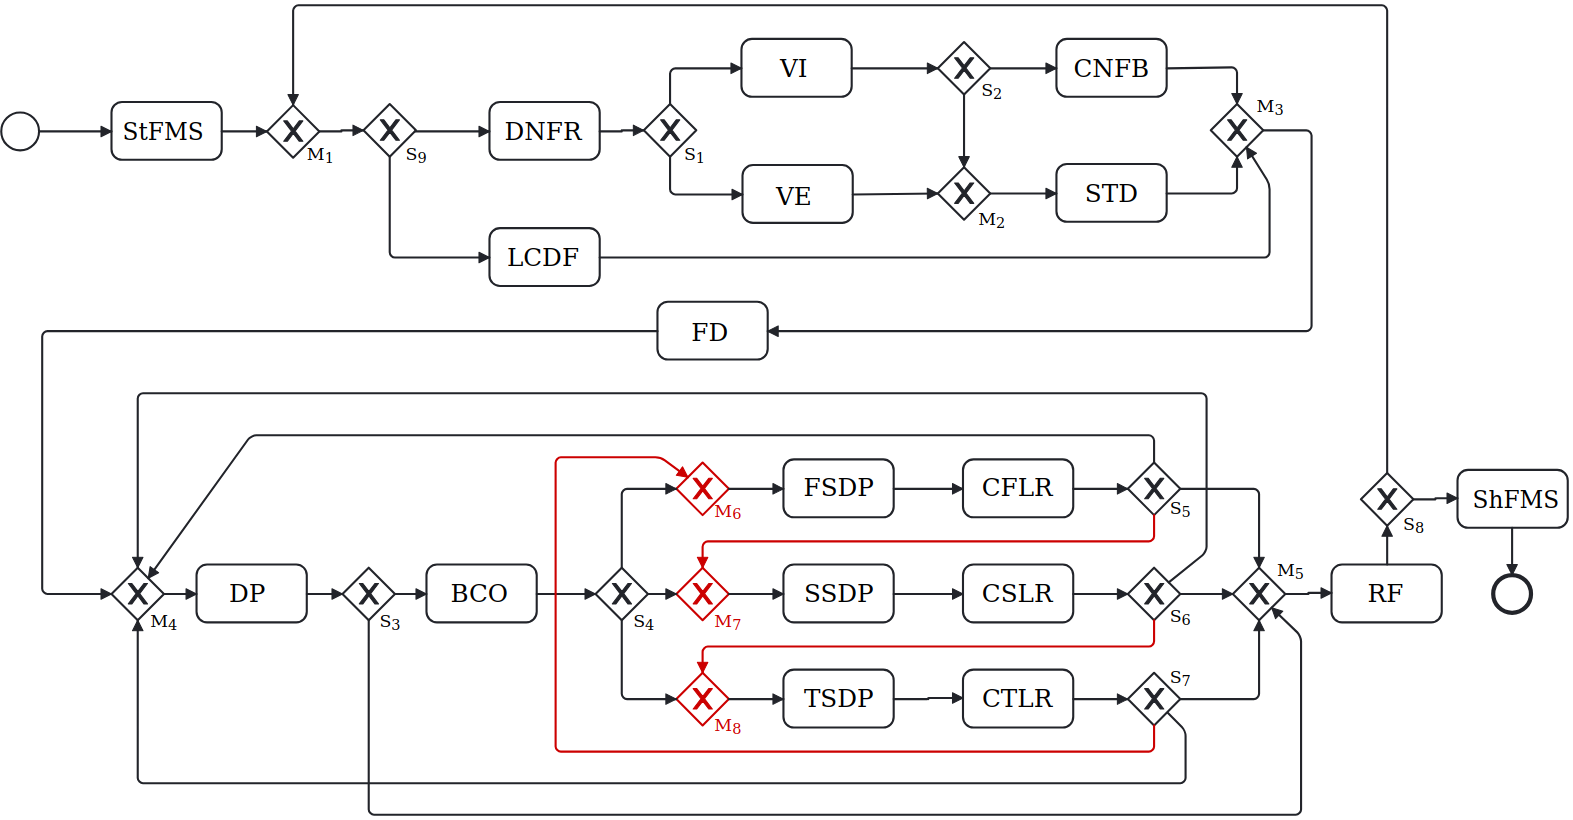 VI
CNFB
StFMS
M1
S9
DNFR
S1
S2
M3
VE
M2
STD
LCDF
FD
M6
FSDP
CFLR
S5
S8
ShFMS
M4
DP
S3
BCO
S4
M7
SSDP
CSLR
S6
M5
RF
M8
TSDP
CTLR
S7